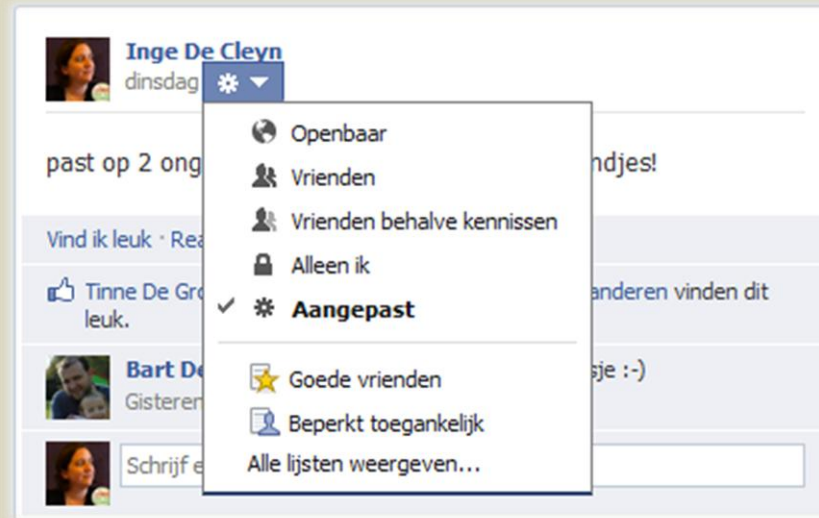 Inge De Cleyn
dinsdag
Openbaar
past op 2 ong ndjes!
Vrienden
Vrienden behalve kennissen
Vind ik leuk · Rea
Alleen ik
Tinne De Gro anderen vinden dit
leuk.
Aangepast
Bart De sje :-)
Goede vrienden
Gisteren
Beperkt toegankelijk
Schrijf e
Alle lijsten weergeven...